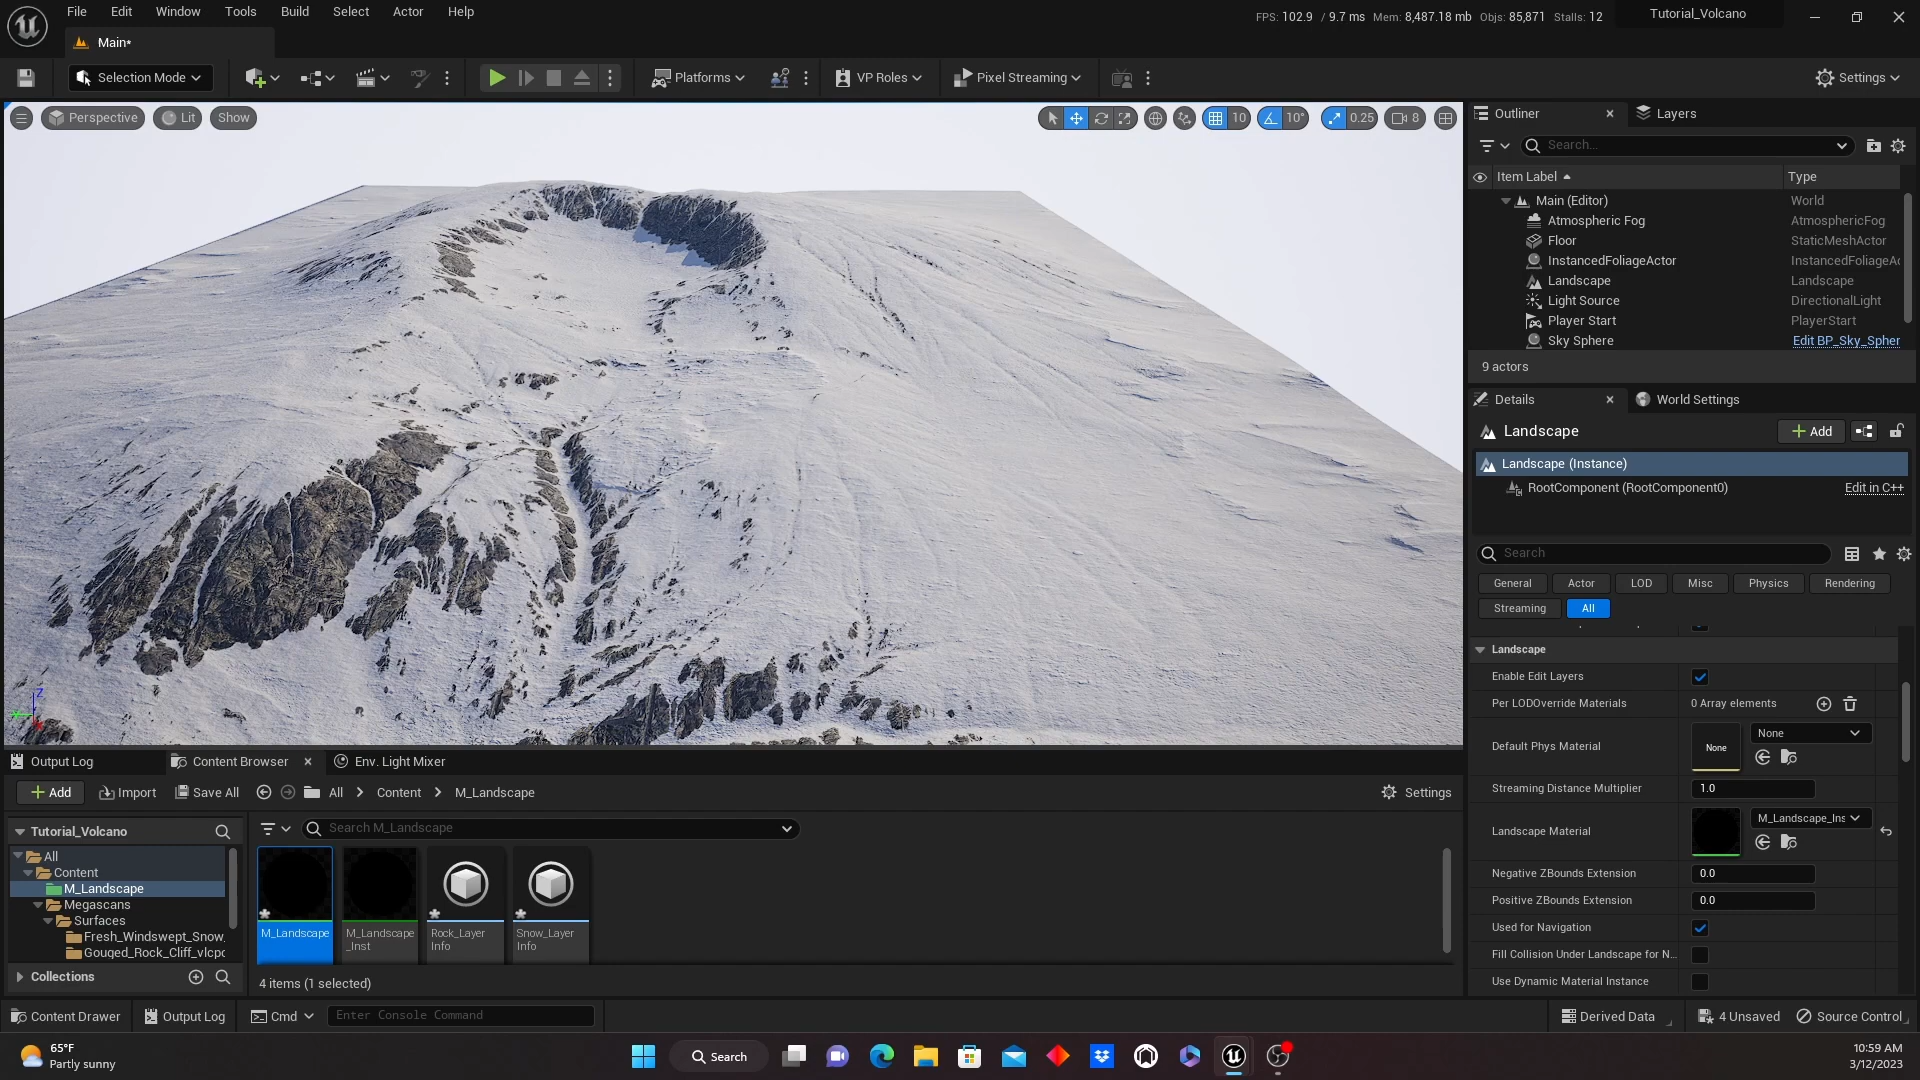 File Edit Window Tools Build Select Actor Help
FPS: 102.9 / 9.7 ms Mem: 8,487.18 mb Objs: 85,871 Stalls: 12
Tutorial_Volcano
Main*
Selection Mode
Platforms
VP Roles
Pixel Streaming
Settings
Perspective
Lit
Show
10
10°
0.25
8
Z
Outliner
Layers
Search...
Item Label Type
Main (Editor) World
Atmospheric Fog AtmosphericFog
Floor StaticMeshActor
InstancedFoliageActor InstancedFoliageAc
Landscape Landscape
Light Source DirectionalLight
Player Start PlayerStart
Sky Sphere Edit BP_Sky_Spher
9 actors
Details
World Settings
Landscape
Add
Landscape (Instance)
RootComponent (RootComponent0) Edit in C++
Search
General Actor LOD Misc Physics Rendering
Streaming All
Landscape
Enable Edit Layers
Per LODOverride Materials 0 Array elements
Default Phys Material None None
Streaming Distance Multiplier 1.0
Landscape Material M_Landscape_Ins
Negative ZBounds Extension 0.0
Positive ZBounds Extension 0.0
Used for Navigation
Fill Collision Under Landscape for N...
Use Dynamic Material Instance
Output Log
Content Browser
Env. Light Mixer
Add
Import
Save All
All > Content > M_Landscape
Settings
Tutorial_Volcano
All
Content
M_Landscape
Megascans
Surfaces
Fresh_Windswept_Snow_
Gouged_Rock_Cliff_vlcpc
Collections
Search M_Landscape
M_Landscape
M_Landscape
_Inst
Rock_Layer
Info
Snow_Layer
Info
4 items (1 selected)
Content Drawer
Output Log
Cmd
Enter Console Command
Derived Data
4 Unsaved
Source Control
65°F
Partly sunny
Search
10:59 AM
3/12/2023